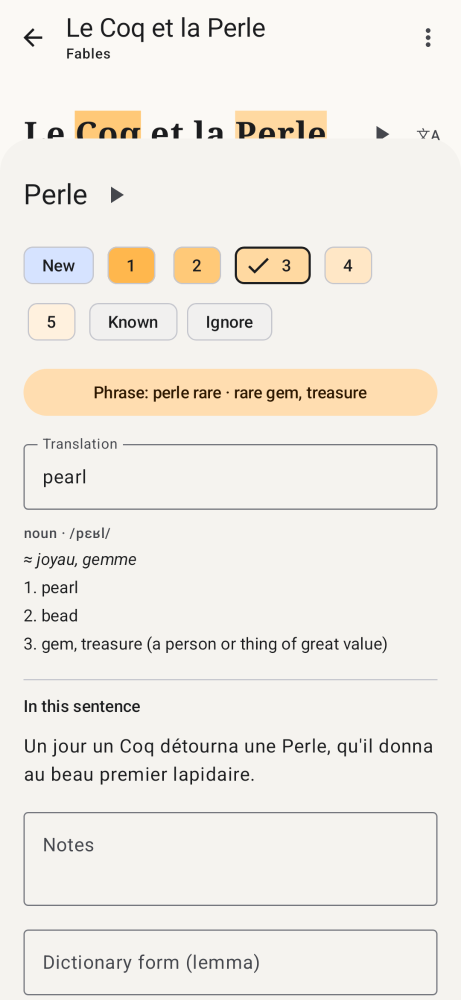 Le Coq et la Perle
Fables
Le Coq et la Perle
文A
Perle
New
1
2
3
4
5
Known
Ignore
Phrase: perle rare · rare gem, treasure
Translation
pearl
noun · /pɛʁl/
≈ joyau, gemme
1. pearl
2. bead
3. gem, treasure (a person or thing of great value)
In this sentence
Un jour un Coq détourna une Perle, qu'il donna
au beau premier lapidaire.
Notes
Dictionary form (lemma)